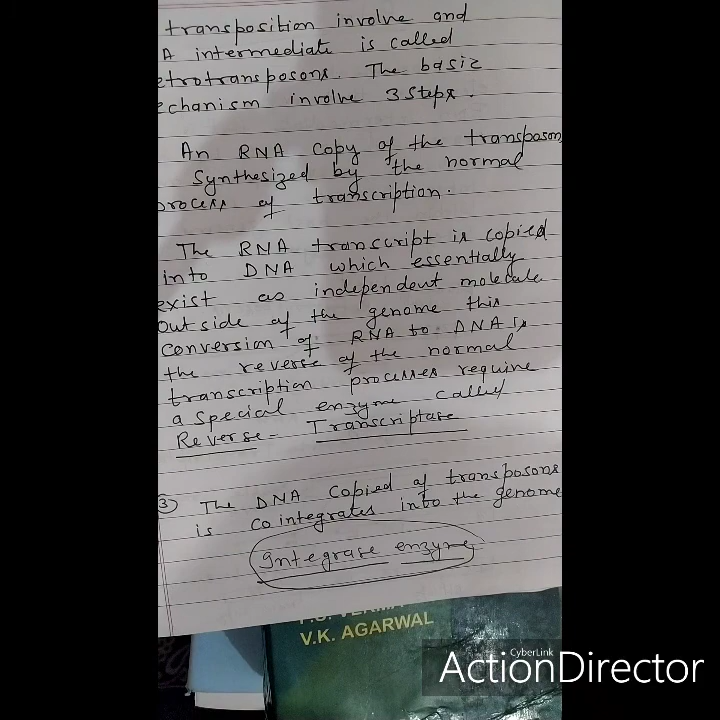 transposition involve and
A intermediate is called
etrotransposons. The basic
echanism involve 3 steps.
An RNA copy of the transposon
Synthesized by the normal
process of transcription.
The RNA transcript is copied
into DNA which essentially
exist as independent molecule
outside of the genome this
conversion of RNA to DNA is
the reverse of the normal
transcription processes require
a special enzyme called
Reverse - Transcriptase
③ The DNA copied of transposons
is cointegrates into the genome
Integrase enzyme
V.K. AGARWAL
CyberLink
ActionDirector